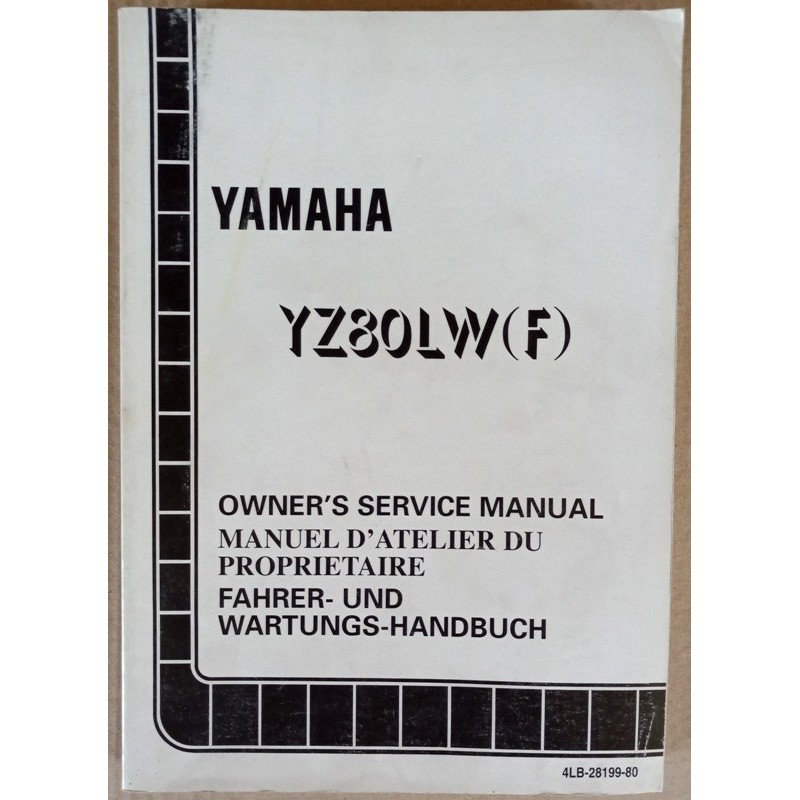 YAMAHA
YZ80LW(F)
OWNER'S SERVICE MANUAL
MANUEL D'ATELIER DU
PROPRIETAIRE
FAHRER- UND
WARTUNGS-HANDBUCH
4LB-28199-80